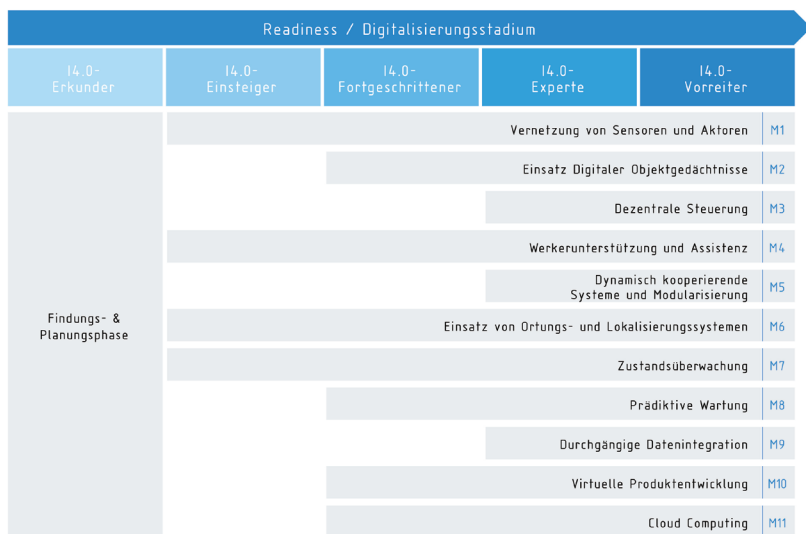 Readiness / Digitalisierungsstadium
I4.0-
Erkunder
I4.0-
Einsteiger
I4.0-
Fortgeschrittener
I4.0-
Experte
I4.0-
Vorreiter
Findungs- &
Planungsphase
Vernetzung von Sensoren und Aktoren M1
Einsatz Digitaler Objektgedächtnisse M2
Dezentrale Steuerung M3
Werkerunterstützung und Assistenz M4
Dynamisch kooperierende
Systeme und Modularisierung M5
Einsatz von Ortungs- und Lokalisierungssystemen M6
Zustandsüberwachung M7
Prädiktive Wartung M8
Durchgängige Datenintegration M9
Virtuelle Produktentwicklung M10
Cloud Computing M11